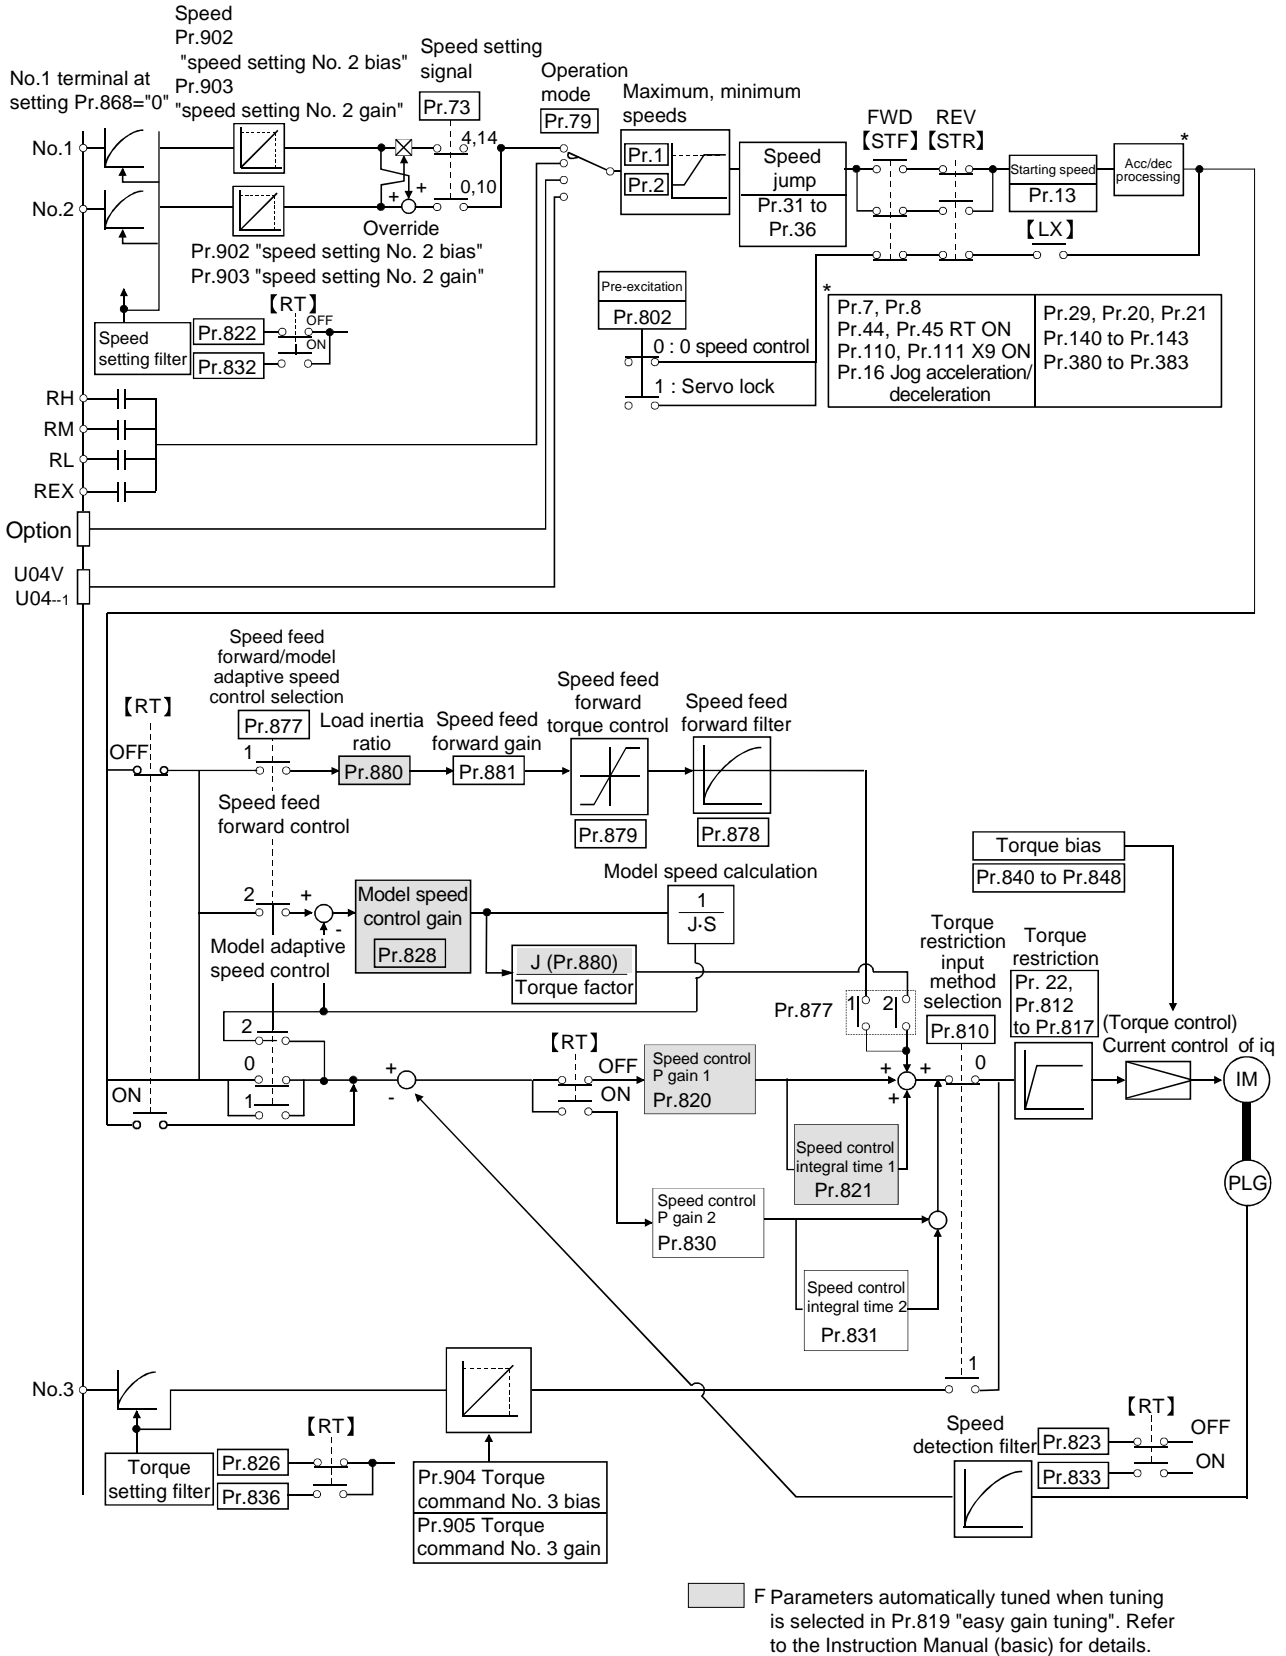 Speed
Pr.902
"speed setting No. 2 bias"
Pr.903
"speed setting No. 2 gain"
No.1 terminal at
setting Pr.868="0"
Speed setting
signal
Pr.73
Operation
mode
Pr.79
Maximum, minimum
speeds
Pr.1
Pr.2
FWD
【STF】
REV
【STR】
*
No.1
4,14
Speed
jump
Pr.31 to
Pr.36
Starting speed
Pr.13
Acc/dec
processing
No.2
+
+
0,10
Override
【LX】
Pr.902 "speed setting No. 2 bias"
Pr.903 "speed setting No. 2 gain"
Pre-excitation
Pr.802
0 : 0 speed control
1 : Servo lock
*
Pr.7, Pr.8
Pr.44, Pr.45 RT ON
Pr.110, Pr.111 X9 ON
Pr.16 Jog acceleration/
deceleration
Pr.29, Pr.20, Pr.21
Pr.140 to Pr.143
Pr.380 to Pr.383
Speed
setting filter
【RT】
Pr.822
OFF
Pr.832
ON
RH
RM
RL
REX
Option
U04V
U04--1
Speed feed
forward/model
adaptive speed
control selection
Pr.877
【RT】
OFF
1
Load inertia
ratio
Pr.880
Speed feed
forward gain
Pr.881
Speed feed
forward
torque control
Pr.879
Speed feed
forward filter
Pr.878
Speed feed
forward control
Torque bias
Pr.840 to Pr.848
Model speed calculation
1
J·S
2
+
-
Model speed
control gain
Pr.828
Model adaptive
speed control
J (Pr.880)
Torque factor
Pr.877
1
2
Torque
restriction
input
method
selection
Pr.810
Torque
restriction
Pr. 22,
Pr.812
to Pr.817
(Torque control)
Current control of iq
2
0
1
ON
+
-
【RT】
OFF
ON
Speed control
P gain 1
Pr.820
+
+
+
0
IM
Speed control
integral time 1
Pr.821
PLG
Speed control
P gain 2
Pr.830
Speed control
integral time 2
Pr.831
1
No.3
Torque
setting filter
【RT】
Pr.826
Pr.836
Pr.904 Torque
command No. 3 bias
Pr.905 Torque
command No. 3 gain
Speed
detection filter
【RT】
Pr.823
OFF
Pr.833
ON
F Parameters automatically tuned when tuning
is selected in Pr.819 "easy gain tuning". Refer
to the Instruction Manual (basic) for details.